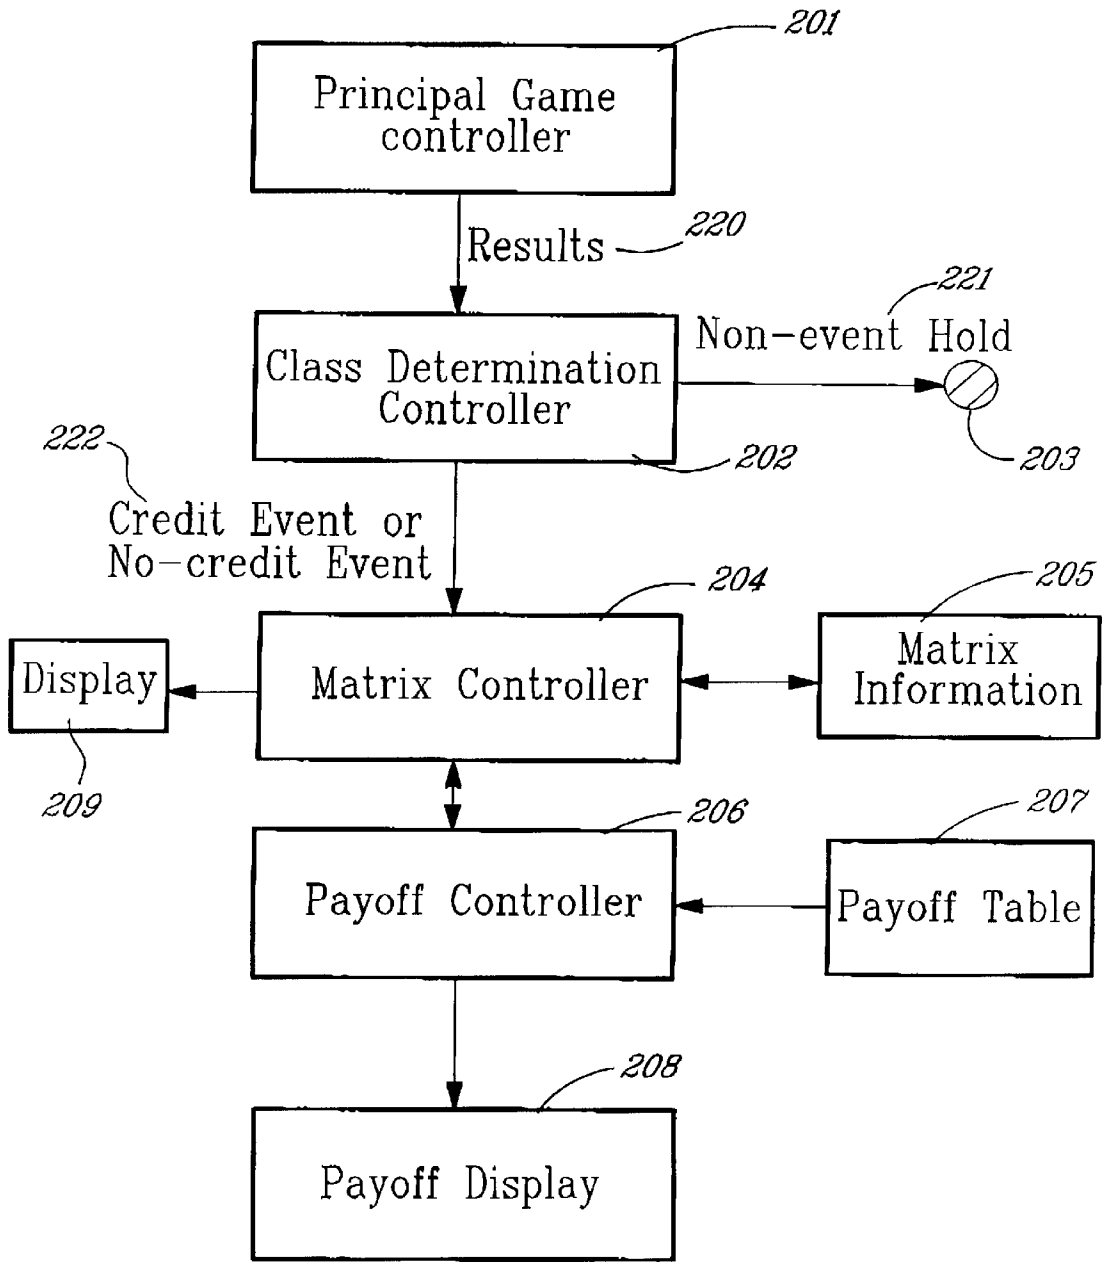 201
Principal Game
controller
Results
220
221
Non-event Hold
Class Determination
Controller
222
202
203
Credit Event or
No-credit Event
204
205
Display
Matrix Controller
Matrix
Information
209
206
207
Payoff Controller
Payoff Table
208
Payoff Display